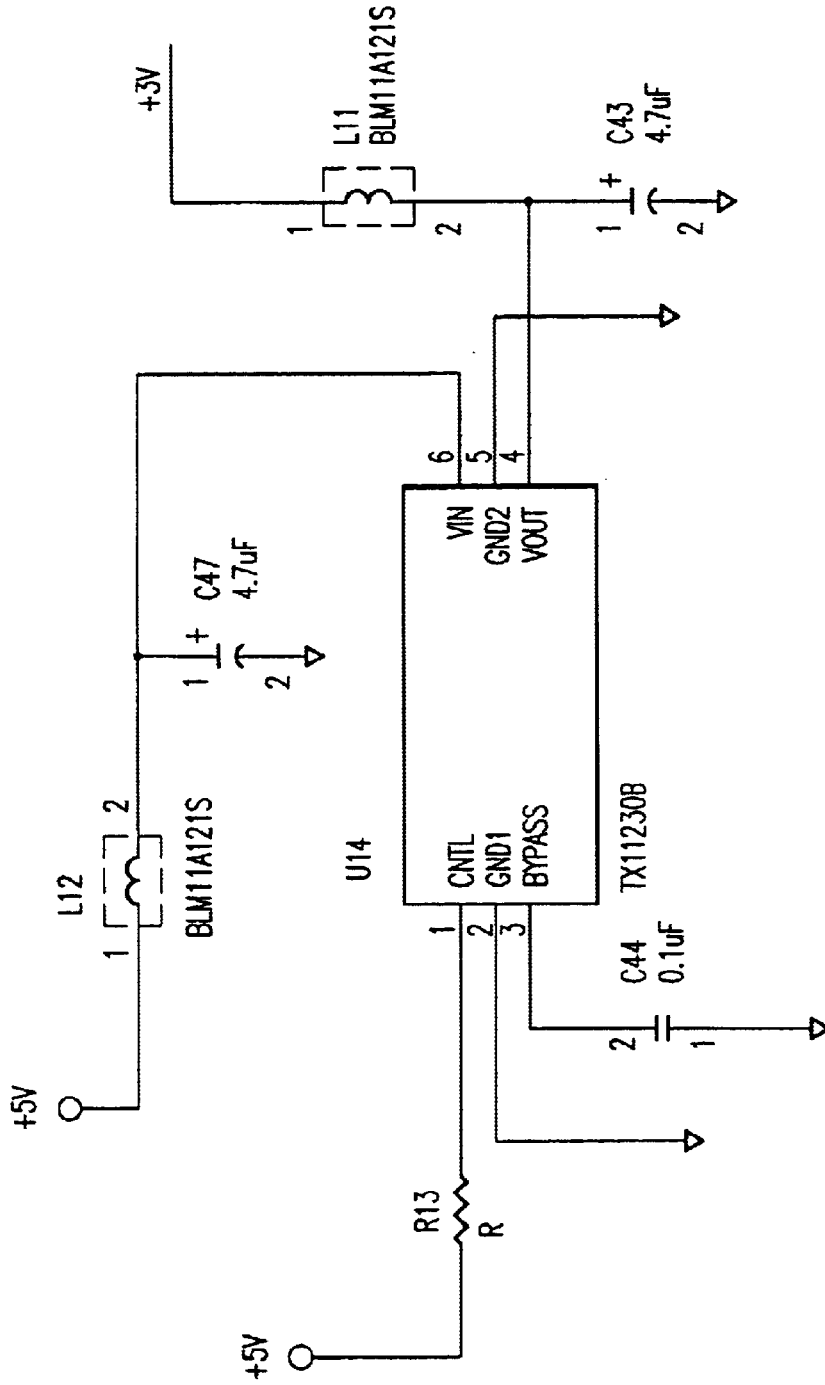 +5V
L12
1
2
BLM11A121S
C47
4.7uF
1
+
2
+3V
L11
BLM11A121S
1
2
C43
4.7uF
1
+
2
+5V
R13
R
U14
1
2
3
CNTL
GND1
BYPASS
VIN
GND2
VOUT
6
5
4
TX11230B
C44
0.1uF
2
1